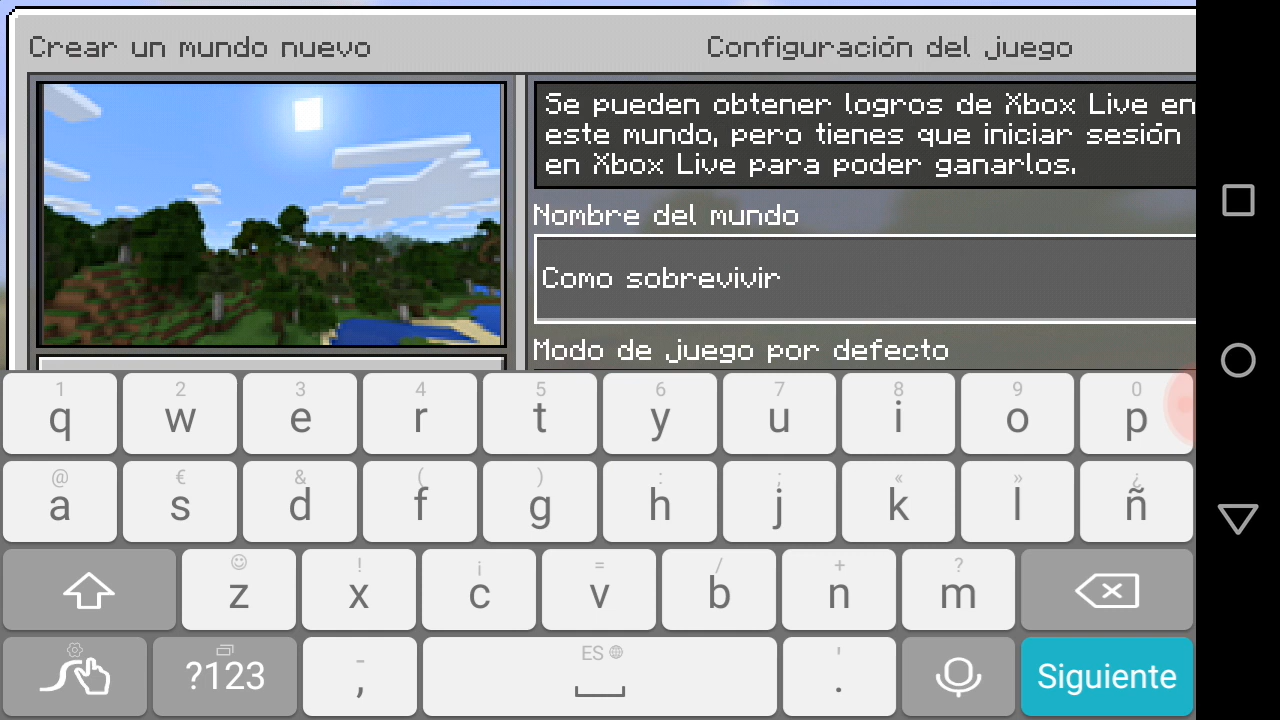 Crear un mundo nuevo
Configuración del juego
Se pueden obtener logros de Xbox Live en
este mundo, pero tienes que iniciar sesión
en Xbox Live para poder ganarlos.
Nombre del mundo
Como sobrevivir
Modo de juego por defecto
1 2 3 4 5 6 7 8 9 0
q w e r t y u i o p
@ € & ( ) : ; « » ¿
a s d f g h j k l ñ
! ¡ = / + ?
z x c v b n m
- ES '
?123 , . Siguiente